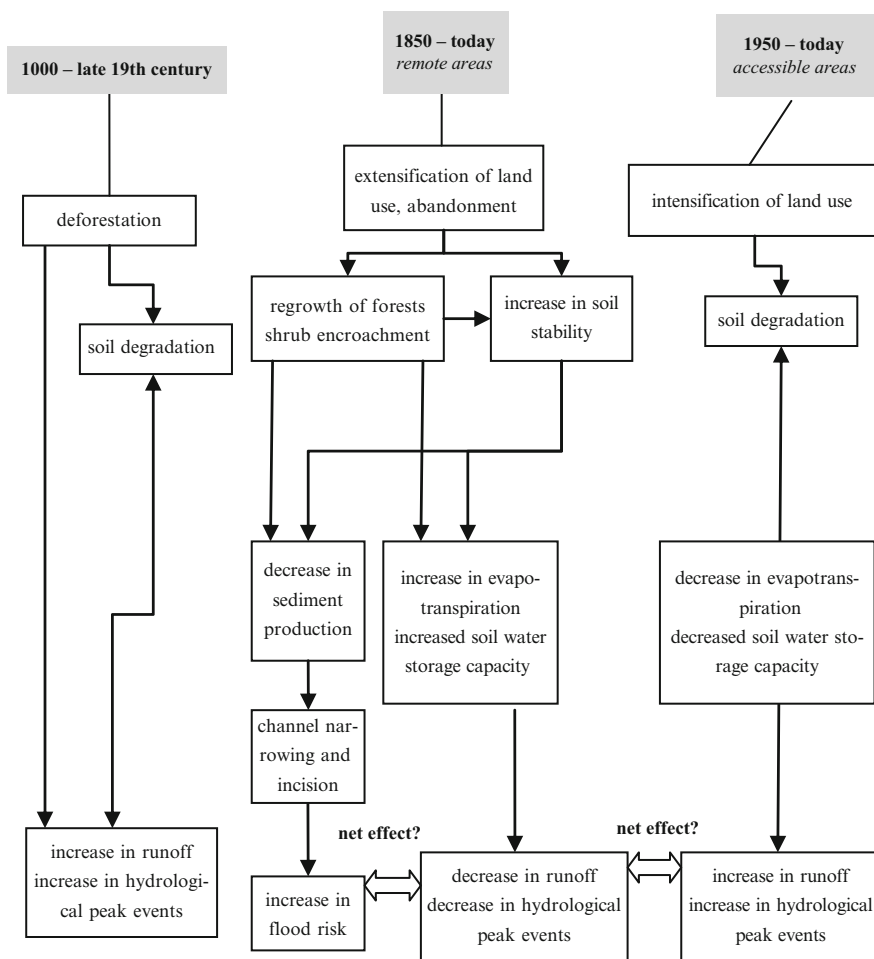 1000 – late 19th century
deforestation
soil degradation
increase in runoff
increase in hydrologi-
cal peak events
1850 – today
remote areas
extensification of land
use, abandonment
regrowth of forests
shrub encroachment
increase in soil
stability
decrease in
sediment
production
increase in evapo-
transpiration
increased soil water
storage capacity
channel nar-
rowing and
incision
net effect?
increase in
flood risk
decrease in runoff
decrease in hydrological
peak events
net effect?
1950 – today
accessible areas
intensification of land use
soil degradation
decrease in evapotrans-
piration
decreased soil water sto-
rage capacity
increase in runoff
increase in hydrological
peak events